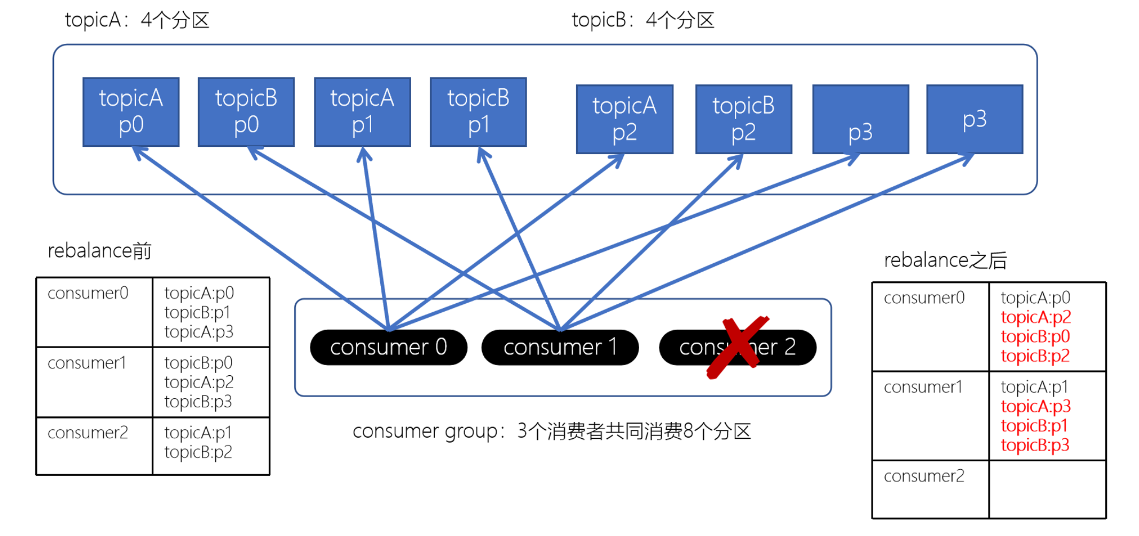 topicA：4个分区
topicB：4个分区
topicA
p0
topicB
p0
topicA
p1
topicB
p1
topicA
p2
topicB
p2
p3
p3
rebalance前
consumer0
topicA:p0
topicB:p1
topicA:p3
consumer1
topicB:p0
topicA:p2
topicB:p3
consumer2
topicA:p1
topicB:p2
consumer 0
consumer 1
consumer 2
consumer group：3个消费者共同消费8个分区
rebalance之后
consumer0
topicA:p0
topicA:p2
topicB:p0
topicB:p2
consumer1
topicA:p1
topicA:p3
topicB:p1
topicB:p3
consumer2